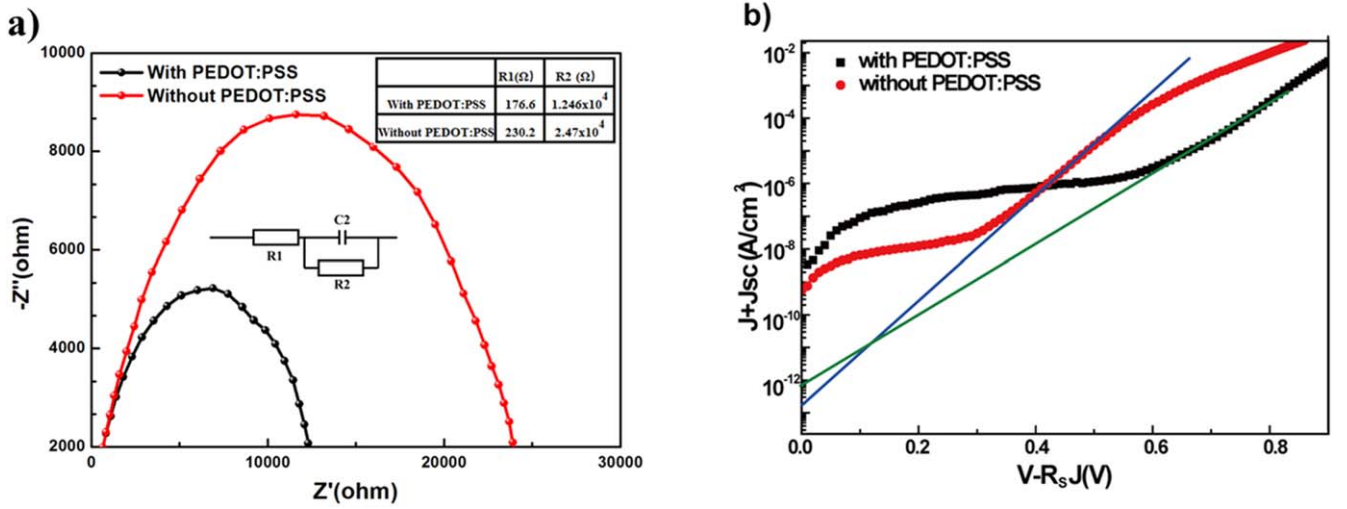 a)
10000
8000
6000
4000
2000
-Z''(ohm)
0
10000
20000
30000
Z'(ohm)
With PEDOT:PSS
Without PEDOT:PSS
R1(Ω) R2 (Ω)
With PEDOT:PSS 176.6 1.246x10^4
Without PEDOT:PSS 230.2 2.47x10^4
C2
R1
R2
b)
10^-2
10^-4
10^-6
10^-8
10^-10
10^-12
J+Jsc(A/cm^2)
with PEDOT:PSS
without PEDOT:PSS
0.0
0.2
0.4
0.6
0.8
V-R_SJ(V)